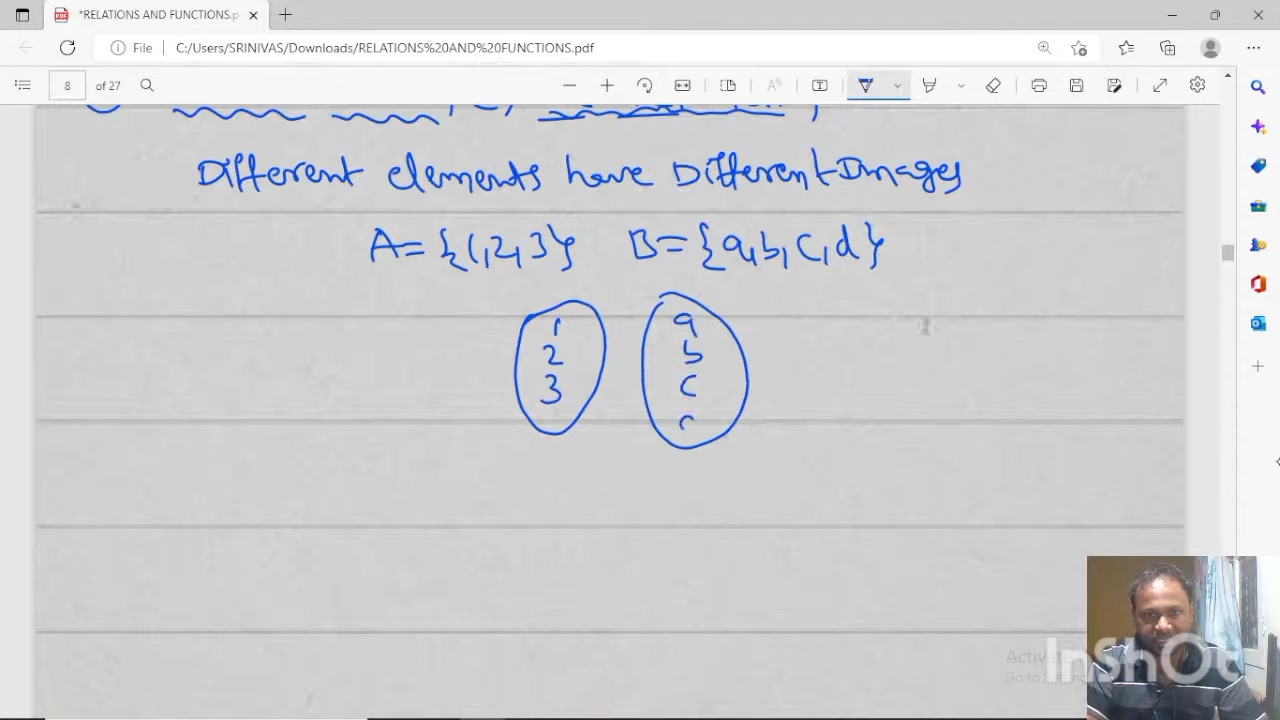 *RELATIONS AND FUNCTIONS.p
File C:/Users/SRINIVAS/Downloads/RELATIONS%20AND%20FUNCTIONS.pdf
8 of 27
Different elements have Different Images
A = {1, 2, 3} B = {a, b, c, d}
1 a
2 b
3 c
InShOt